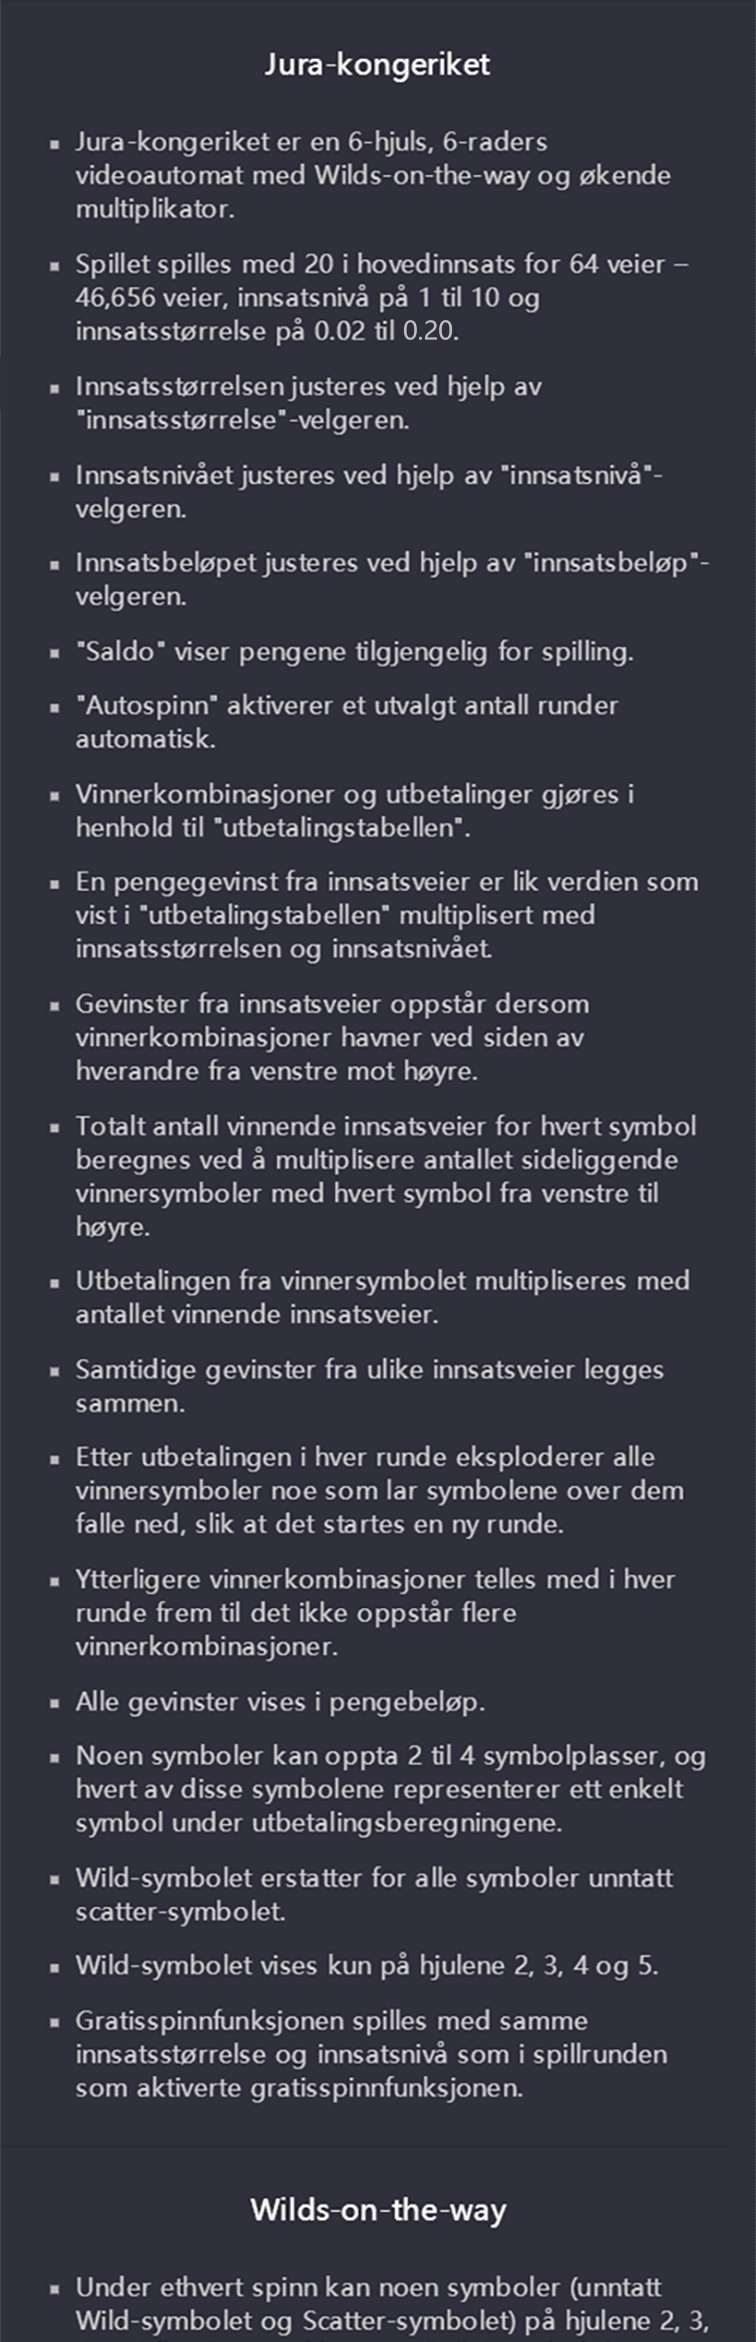 Jura-kongeriket
▪ Jura-kongeriket er en 6-hjuls, 6-raders
videoautomat med Wilds-on-the-way og økende
multiplikator.
▪ Spillet spilles med 20 i hovedinnsats for 64 veier –
46,656 veier, innsatsnivå på 1 til 10 og
innsatsstørrelse på 0.02 til 0.20.
▪ Innsatsstørrelsen justeres ved hjelp av
"innsatsstørrelse"-velgeren.
▪ Innsatsnivået justeres ved hjelp av "innsatsnivå"-
velgeren.
▪ Innsatsbeløpet justeres ved hjelp av "innsatsbeløp"-
velgeren.
▪ "Saldo" viser pengene tilgjengelig for spilling.
▪ "Autospinn" aktiverer et utvalgt antall runder
automatisk.
▪ Vinnerkombinasjoner og utbetalinger gjøres i
henhold til "utbetalingstabellen".
▪ En pengegevinst fra innsatsveier er lik verdien som
vist i "utbetalingstabellen" multiplisert med
innsatsstørrelsen og innsatsnivået.
▪ Gevinster fra innsatsveier oppstår dersom
vinnerkombinasjoner havner ved siden av
hverandre fra venstre mot høyre.
▪ Totalt antall vinnende innsatsveier for hvert symbol
beregnes ved å multiplisere antallet sideliggende
vinnersymboler med hvert symbol fra venstre til
høyre.
▪ Utbetalingen fra vinnersymbolet multipliseres med
antallet vinnende innsatsveier.
▪ Samtidige gevinster fra ulike innsatsveier legges
sammen.
▪ Etter utbetalingen i hver runde eksploderer alle
vinnersymboler noe som lar symbolene over dem
falle ned, slik at det startes en ny runde.
▪ Ytterligere vinnerkombinasjoner telles med i hver
runde frem til det ikke oppstår flere
vinnerkombinasjoner.
▪ Alle gevinster vises i pengebeløp.
▪ Noen symboler kan oppta 2 til 4 symbolplasser, og
hvert av disse symbolene representerer ett enkelt
symbol under utbetalingsberegningene.
▪ Wild-symbolet erstatter for alle symboler unntatt
scatter-symbolet.
▪ Wild-symbolet vises kun på hjulene 2, 3, 4 og 5.
▪ Gratisspinnfunksjonen spilles med samme
innsatsstørrelse og innsatsnivå som i spillrunden
som aktiverte gratisspinnfunksjonen.
Wilds-on-the-way
▪ Under ethvert spinn kan noen symboler (unntatt
Wild-symbolet og Scatter-symbolet) på hjulene 2, 3,